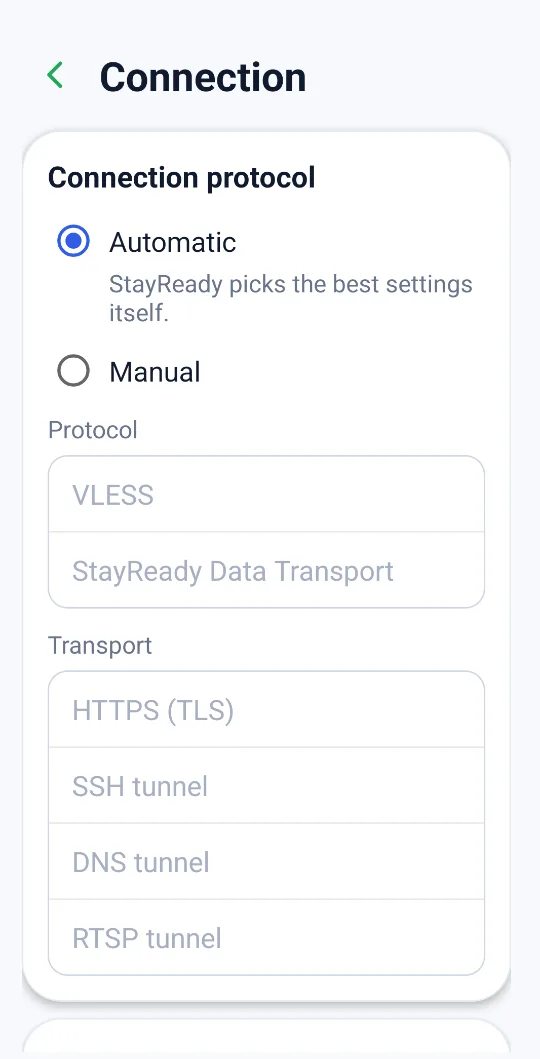 Connection
Connection protocol
Automatic
StayReady picks the best settings
itself.
Manual
Protocol
VLESS
StayReady Data Transport
Transport
HTTPS (TLS)
SSH tunnel
DNS tunnel
RTSP tunnel